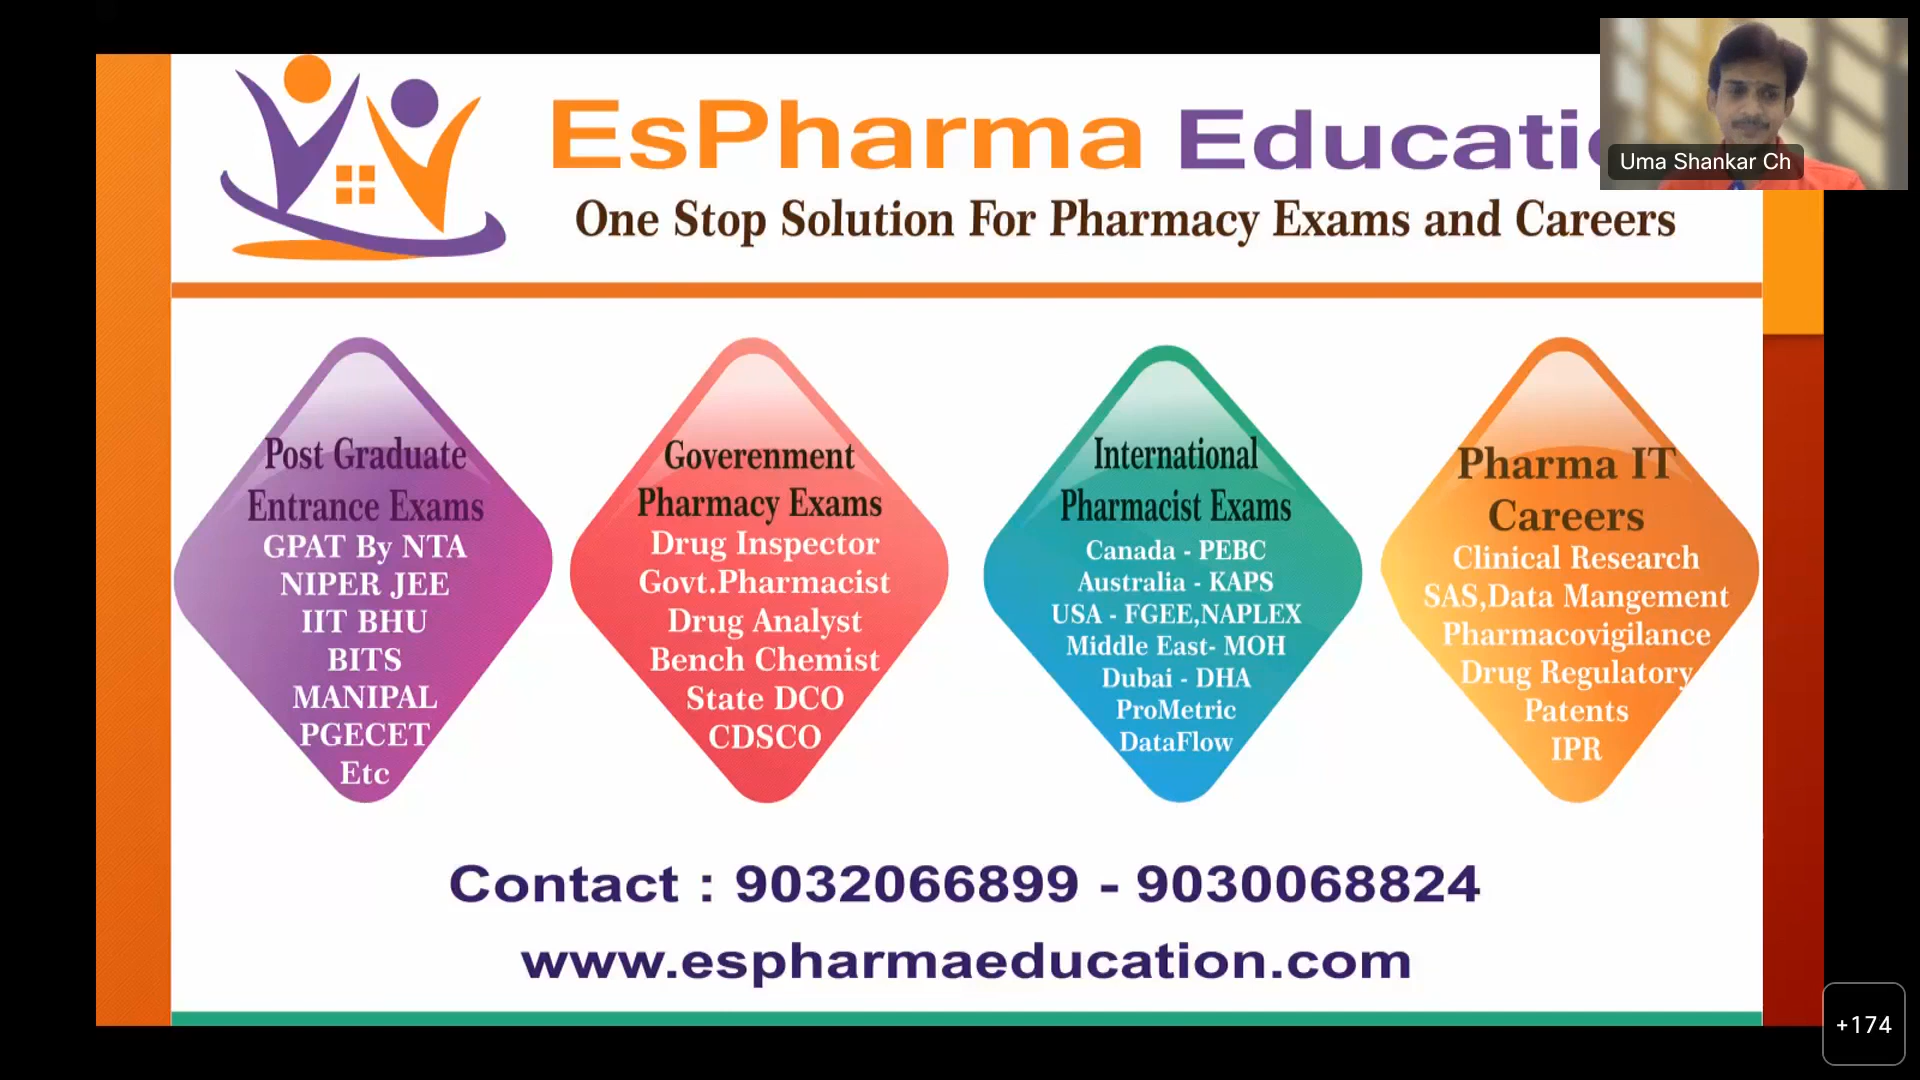 EsPharma Educatio
Uma Shankar Ch
One Stop Solution For Pharmacy Exams and Careers
Post Graduate
Entrance Exams
GPAT By NTA
NIPER JEE
IIT BHU
BITS
MANIPAL
PGECET
Etc
Goverenment
Pharmacy Exams
Drug Inspector
Govt.Pharmacist
Drug Analyst
Bench Chemist
State DCO
CDSCO
International
Pharmacist Exams
Canada - PEBC
Australia - KAPS
USA - FGEE,NAPLEX
Middle East- MOH
Dubai - DHA
ProMetric
DataFlow
Pharma IT
Careers
Clinical Research
SAS,Data Mangement
Pharmacovigilance
Drug Regulatory
Patents
IPR
Contact : 9032066899 - 9030068824
www.espharmaeducation.com
+174